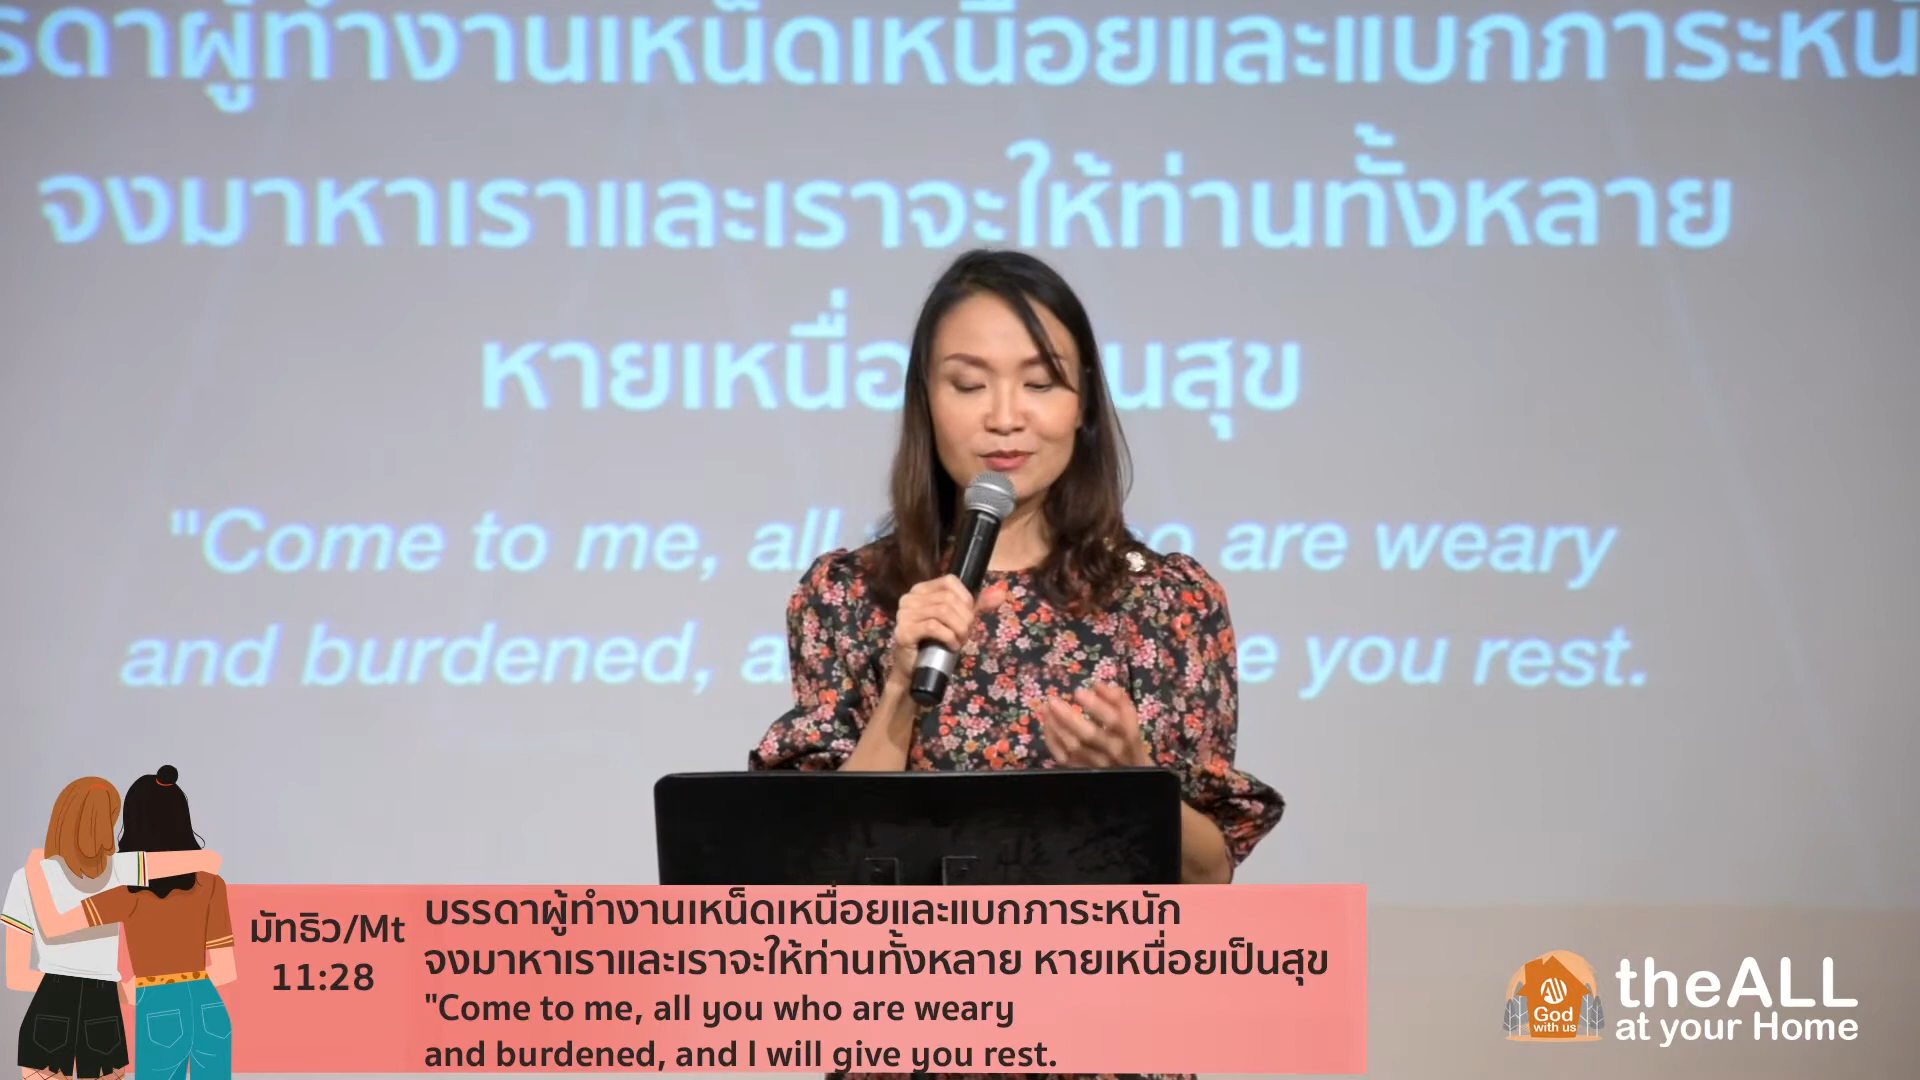 รดาผู้ทำงานเหน็ดเหนื่อยและแบกภาระหนั
จงมาหาเราและเราจะให้ท่านทั้งหลาย
หายเหนื่อ นสุข
"Come to me, all are weary
and burdened, a you rest.
มัทธิว/Mt
11:28
บรรดาผู้ทำงานเหน็ดเหนื่อยและแบกภาระหนัก
จงมาหาเราและเราจะให้ท่านทั้งหลาย หายเหนื่อยเป็นสุข
"Come to me, all you who are weary
and burdened, and I will give you rest.
All
God
with us
theALL
at your Home